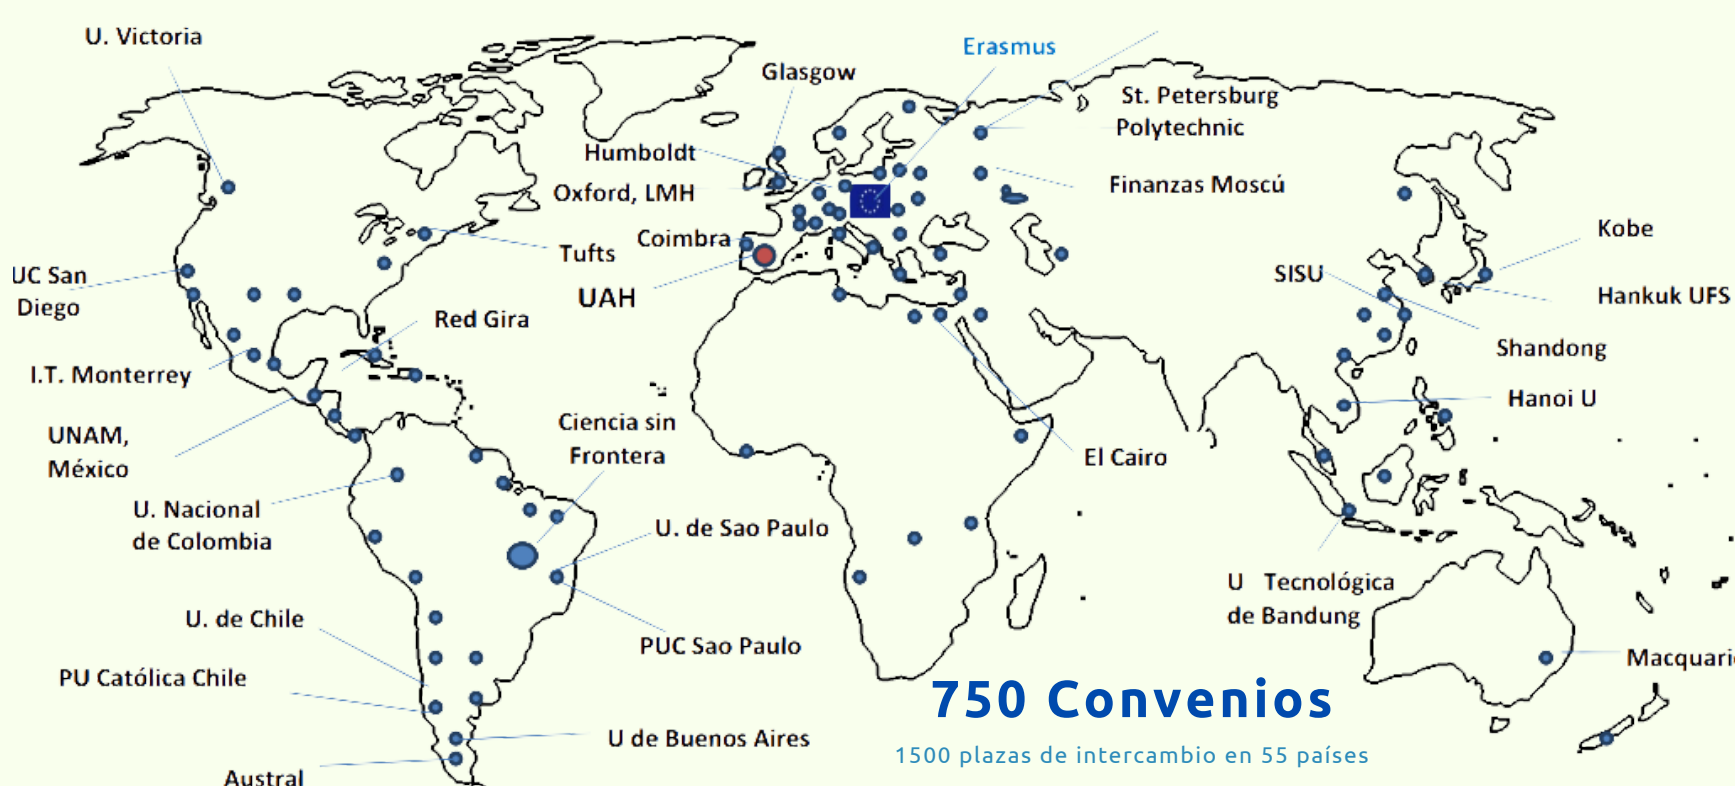 U. Victoria
Erasmus
Glasgow
St. Petersburg
Polytechnic
Humboldt
Oxford, LMH
Finanzas Moscú
Coimbra
Tufts
UAH
UC San
Diego
Kobe
SISU
Hankuk UFS
Red Gira
Shandong
I.T. Monterrey
Hanoi U
UNAM,
México
Ciencia sin
Frontera
El Cairo
U. Nacional
de Colombia
U. de Sao Paulo
U Tecnológica
de Bandung
U. de Chile
PUC Sao Paulo
Macquari
PU Católica Chile
750 Convenios
U de Buenos Aires
1500 plazas de intercambio en 55 países
Austral